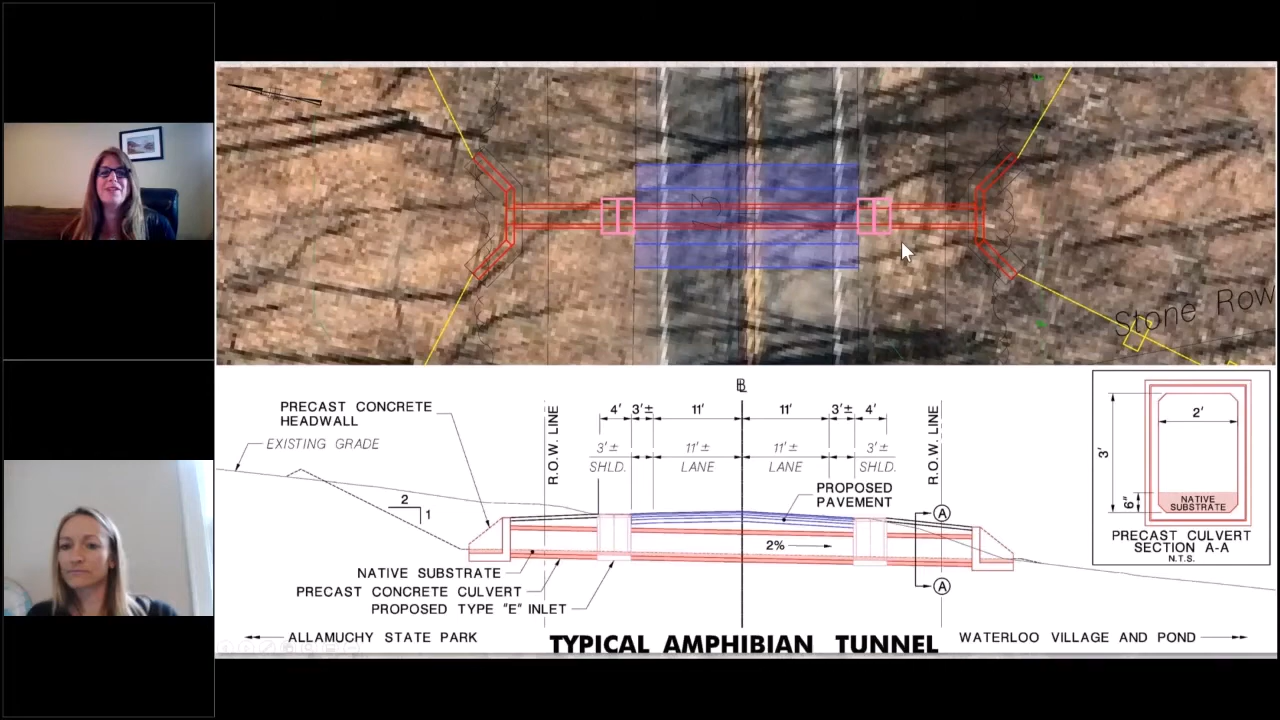 Stone Row
PRECAST CONCRETE
HEADWALL
EXISTING GRADE
2
1
R.O.W. LINE
4' 3'± 11' 11' 3'± 4'
3'± 11'± 11'± 3'±
SHLD. LANE LANE SHLD.
R.O.W. LINE
PROPOSED
PAVEMENT
2%
A
A
NATIVE SUBSTRATE
PRECAST CONCRETE CULVERT
PROPOSED TYPE "E" INLET
ALLAMUCHY STATE PARK
TYPICAL AMPHIBIAN TUNNEL
WATERLOO VILLAGE AND POND
2'
3'
6"
NATIVE
SUBSTRATE
PRECAST CULVERT
SECTION A-A
N.T.S.